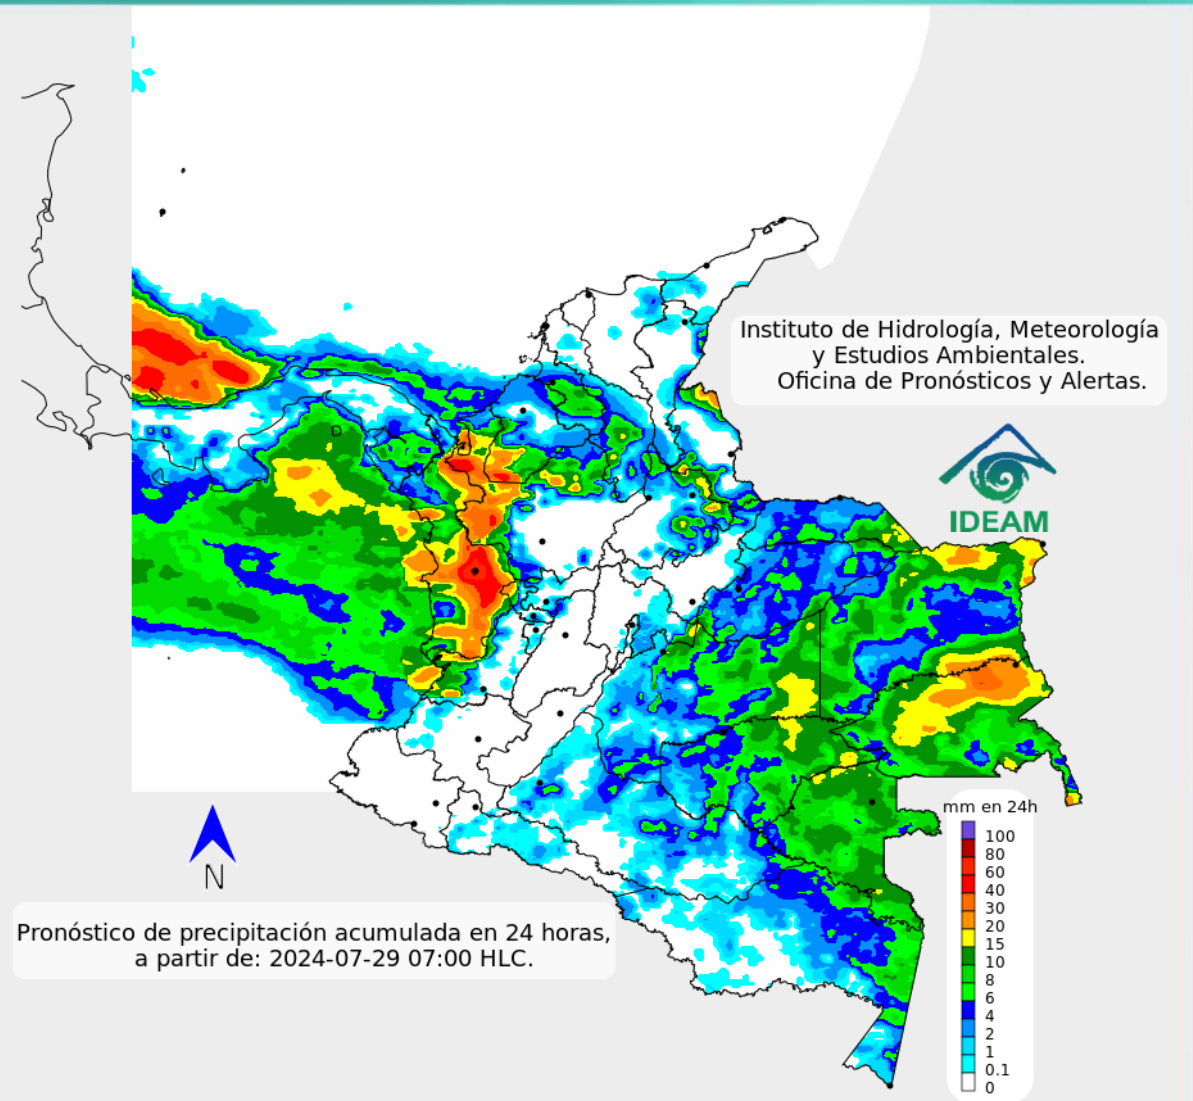 Instituto de Hidrología, Meteorología
y Estudios Ambientales.
Oficina de Pronósticos y Alertas.
IDEAM
mm en 24h
100
80
60
40
30
20
15
10
8
6
4
2
1
0.1
0
N
Pronóstico de precipitación acumulada en 24 horas,
a partir de: 2024-07-29 07:00 HLC.